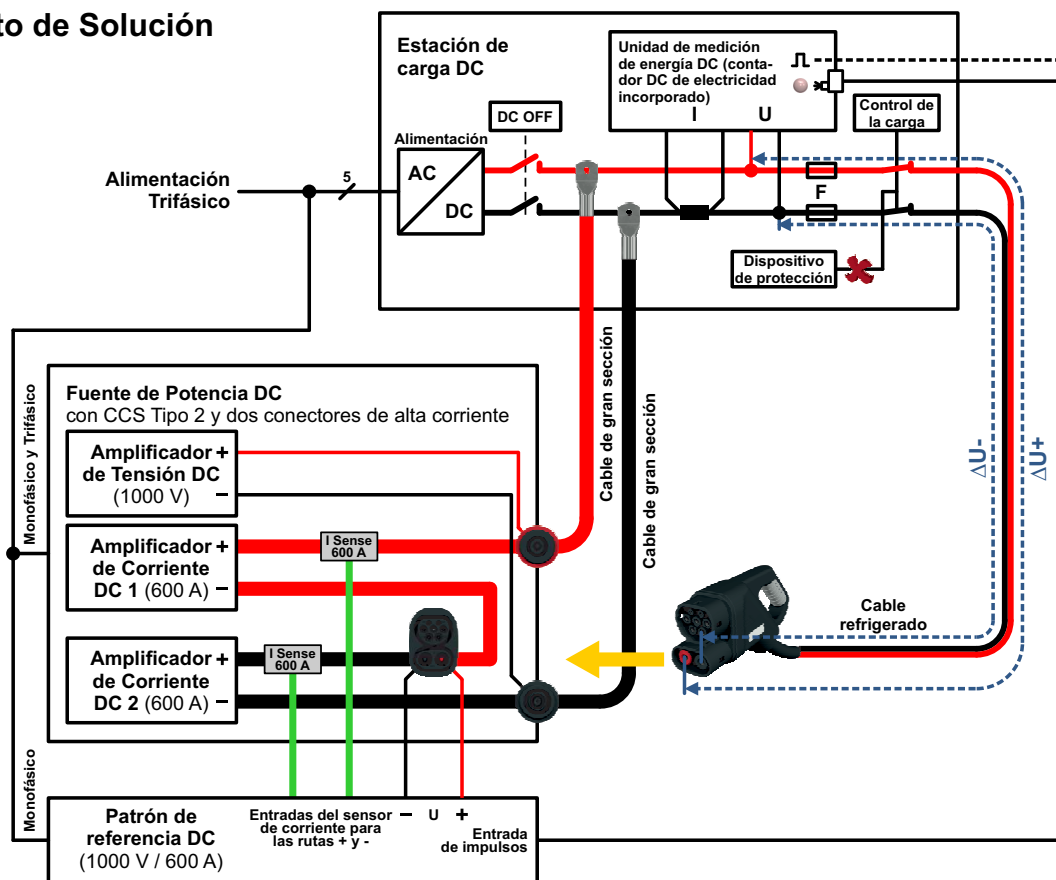 to de Solución
Estación de
carga DC
Unidad de medición
de energía DC (conta-
dor DC de electricidad
incorporado)
I U
DC OFF
Control de
la carga
Alimentación
AC
DC
Alimentación
Trifásico
5
F
Dispositivo
de protección
Cable de gran sección
Cable de gran sección
ΔU-
ΔU+
Monofásico y Trifásico
Fuente de Potencia DC
con CCS Tipo 2 y dos conectores de alta corriente
Amplificador +
de Tensión DC
(1000 V) −
Amplificador +
de Corriente
DC 1 (600 A) −
I Sense
600 A
Amplificador +
de Corriente
DC 2 (600 A) −
I Sense
600 A
Cable
refrigerado
Monofásico
Patrón de
referencia DC
(1000 V / 600 A)
Entradas del sensor
de corriente para
las rutas + y -
− U +
Entrada
de impulsos